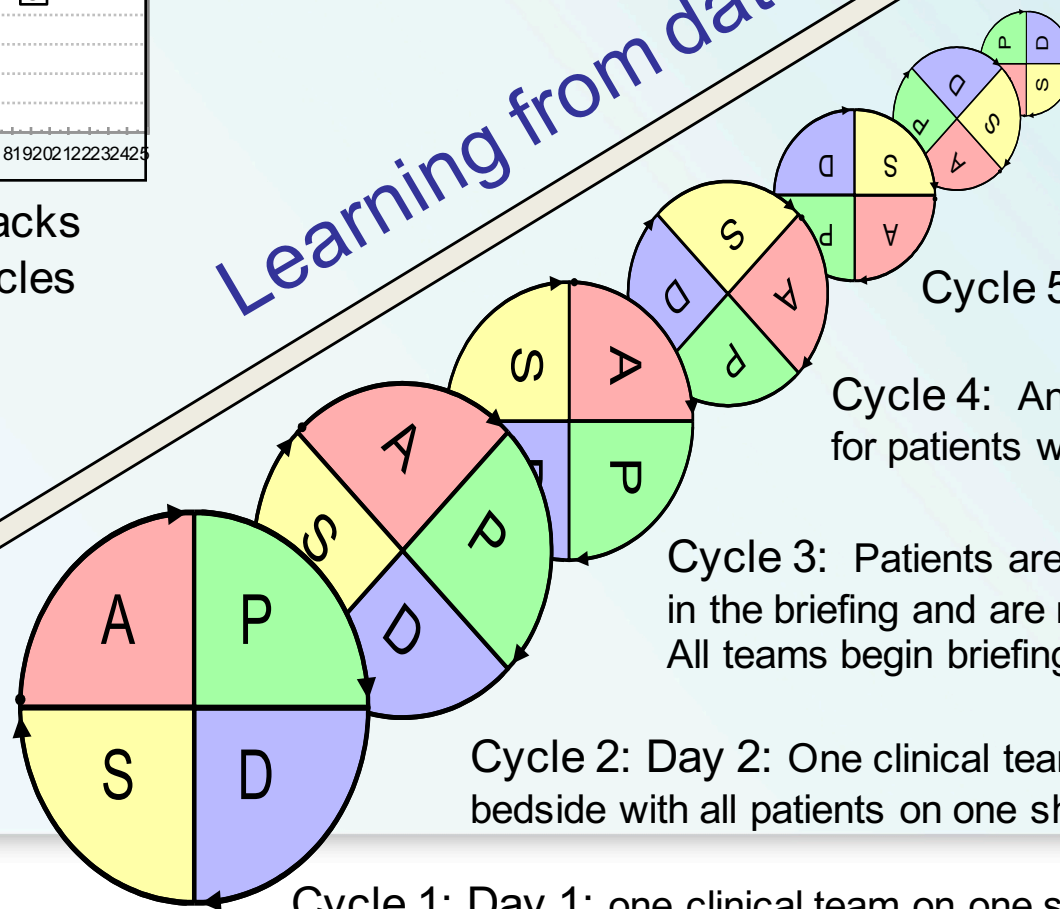 819202122232425
acks
cles
Learning from dat
P D
S
D
P S
A
D S
P A
S
D A
P
S A
P
A
S P
D
A P
S D
Cycle 5
Cycle 4: An
for patients w
Cycle 3: Patients are
in the briefing and are
All teams begin briefing
Cycle 2: Day 2: One clinical tea
bedside with all patients on one sh
Cycle 1: Day 1: one clinical team on one s